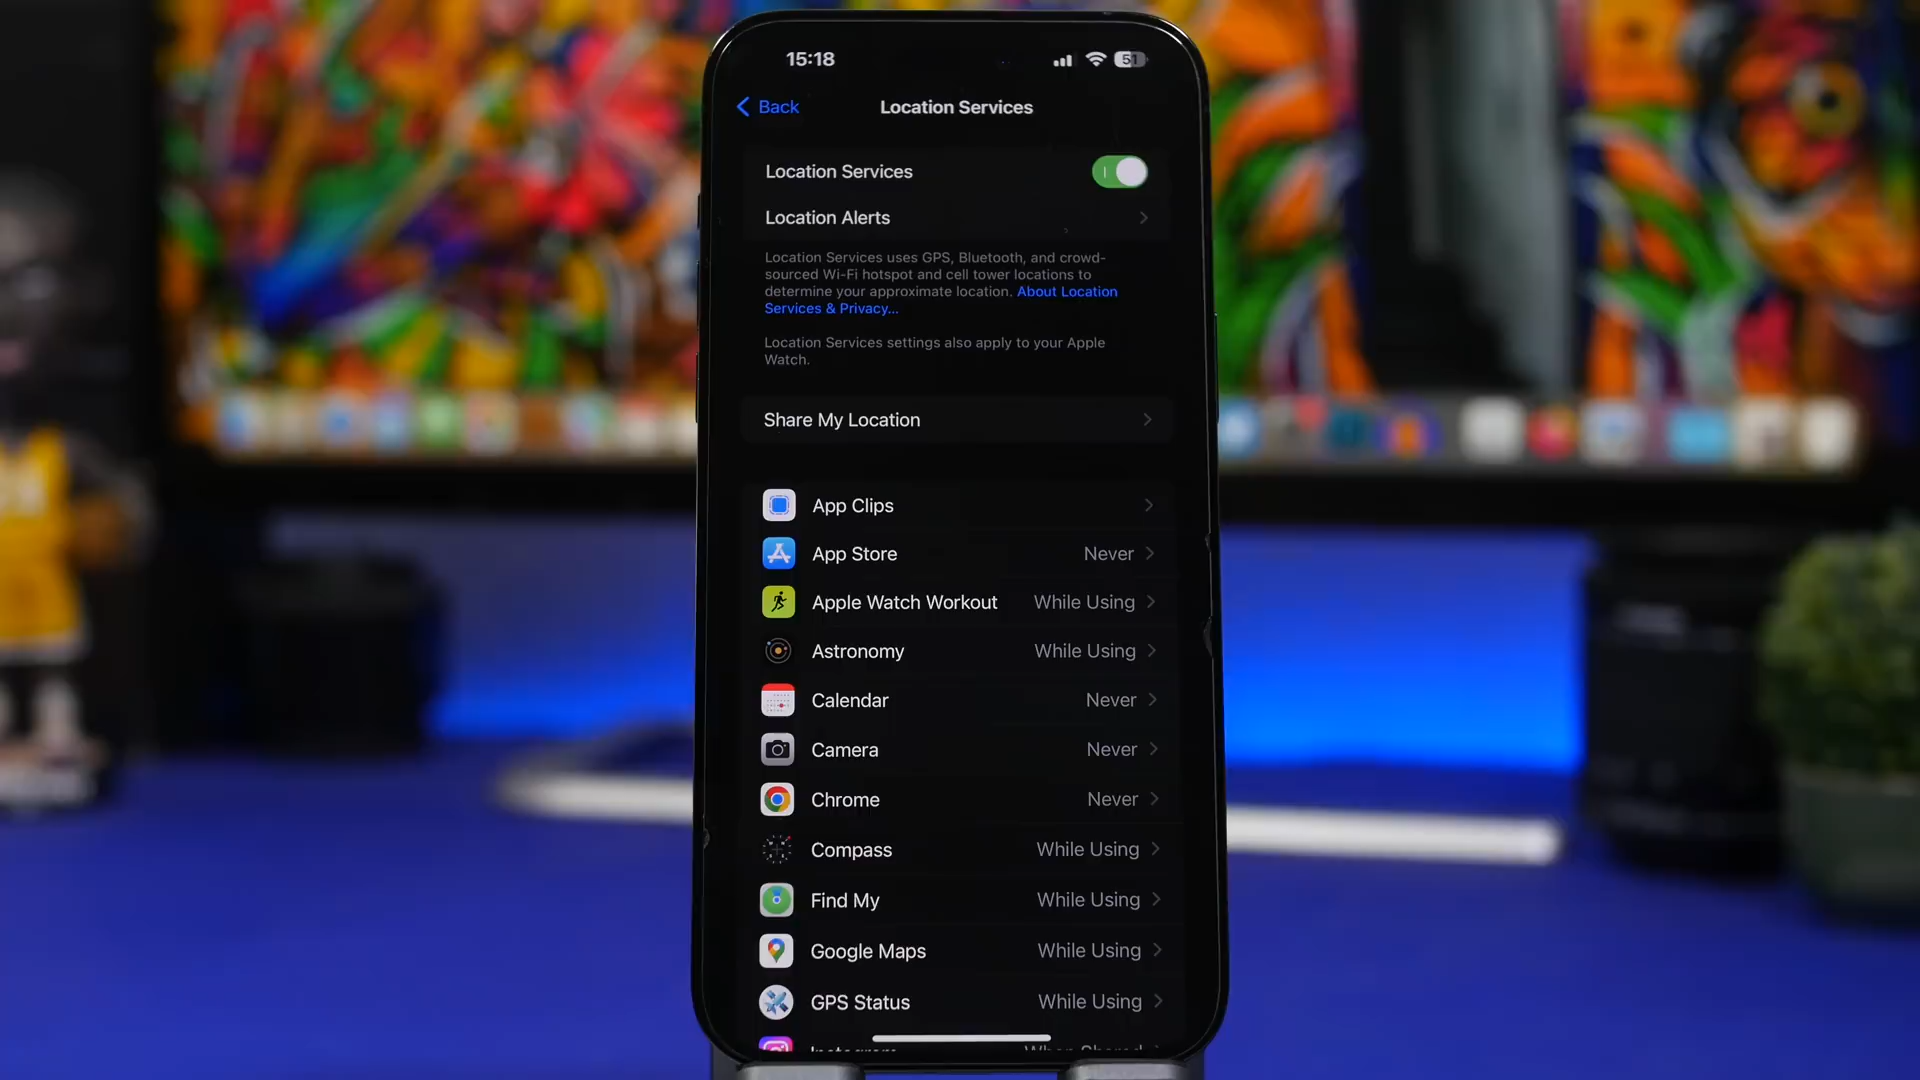 15:18
51
Back
Location Services
Location Services
Location Alerts
Location Services uses GPS, Bluetooth, and crowd-
sourced Wi-Fi hotspot and cell tower locations to
determine your approximate location. About Location
Services & Privacy...
Location Services settings also apply to your Apple
Watch.
Share My Location
App Clips
App Store Never
Apple Watch Workout While Using
Astronomy While Using
Calendar Never
Camera Never
Chrome Never
Compass While Using
Find My While Using
Google Maps While Using
GPS Status While Using
Instagram When Shared